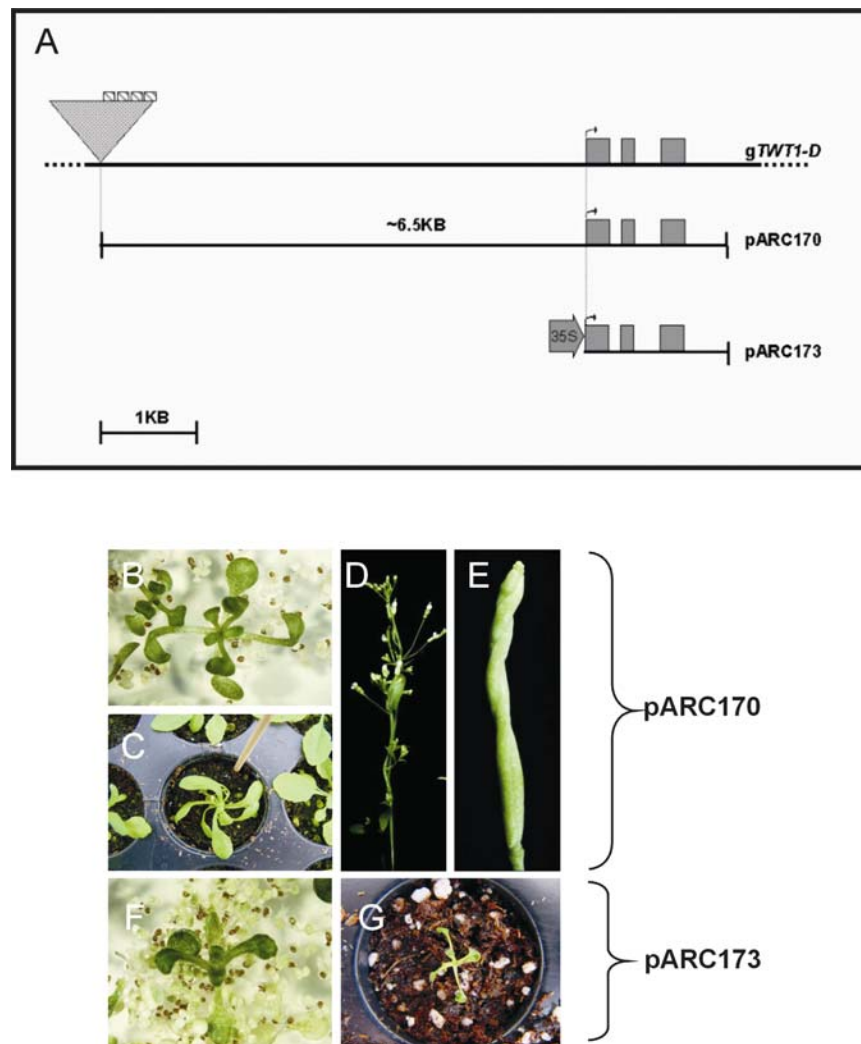 A
gTWT1-D
~6.5KB
pARC170
35S
pARC173
1KB
B
D
E
C
pARC170
F
G
pARC173